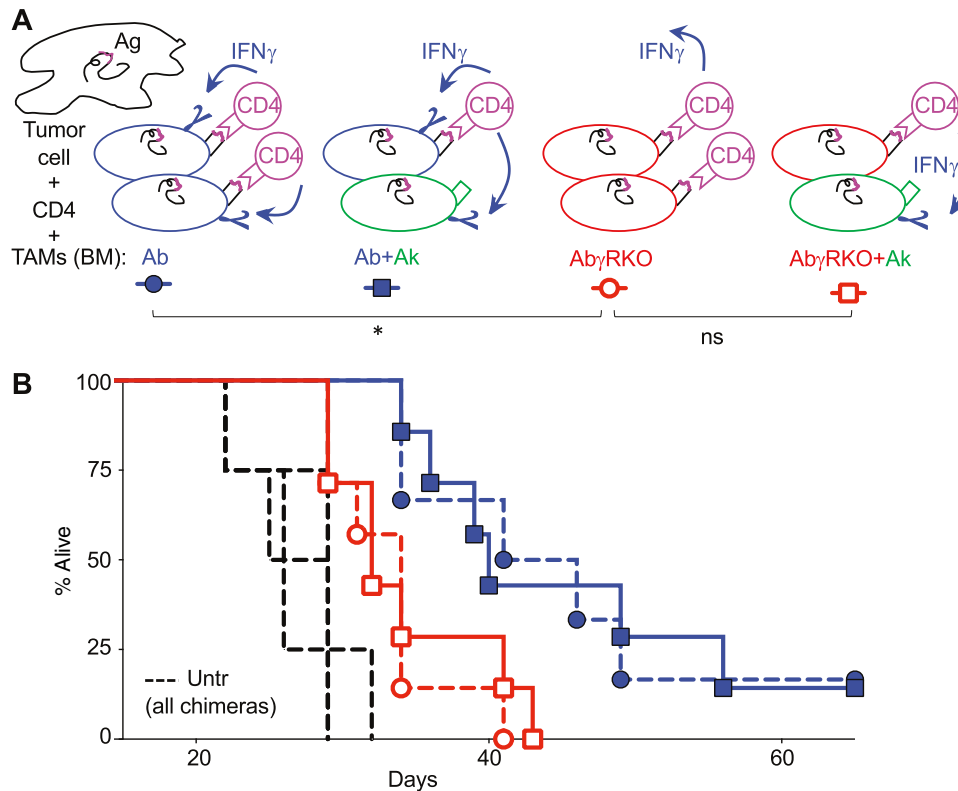 A
Ag
IFNγ
IFNγ
IFNγ
IFNγ
CD4
CD4
CD4
CD4
CD4
CD4
Tumor
cell
+
CD4
+
TAMs (BM): Ab Ab+Ak AbγRKO AbγRKO+Ak
* ns
B
100
75
50
25
0
% Alive
Untr
(all chimeras)
20 40 60
Days